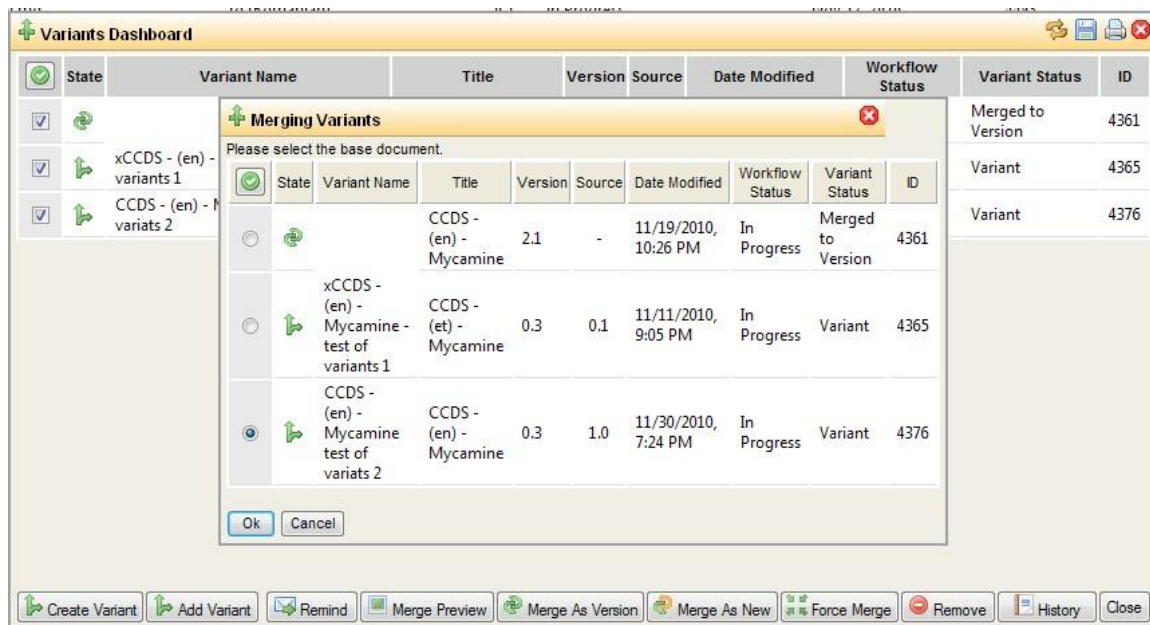 Variants Dashboard
State Variant Name Title Version Source Date Modified Workflow Status Variant Status ID
Merged to Version 4361
xCCDS - (en) - variants 1 Variant 4365
CCDS - (en) - variats 2 Variant 4376
Merging Variants
Please select the base document.
State Variant Name Title Version Source Date Modified Workflow Status Variant Status ID
CCDS - (en) - Mycamine 2.1 - 11/19/2010, 10:26 PM In Progress Merged to Version 4361
xCCDS - (en) - Mycamine - test of variants 1 CCDS - (et) - Mycamine 0.3 0.1 11/11/2010, 9:05 PM In Progress Variant 4365
CCDS - (en) - Mycamine test of variats 2 CCDS - (en) - Mycamine 0.3 1.0 11/30/2010, 7:24 PM In Progress Variant 4376
Ok Cancel
Create Variant Add Variant Remind Merge Preview Merge As Version Merge As New Force Merge Remove History Close